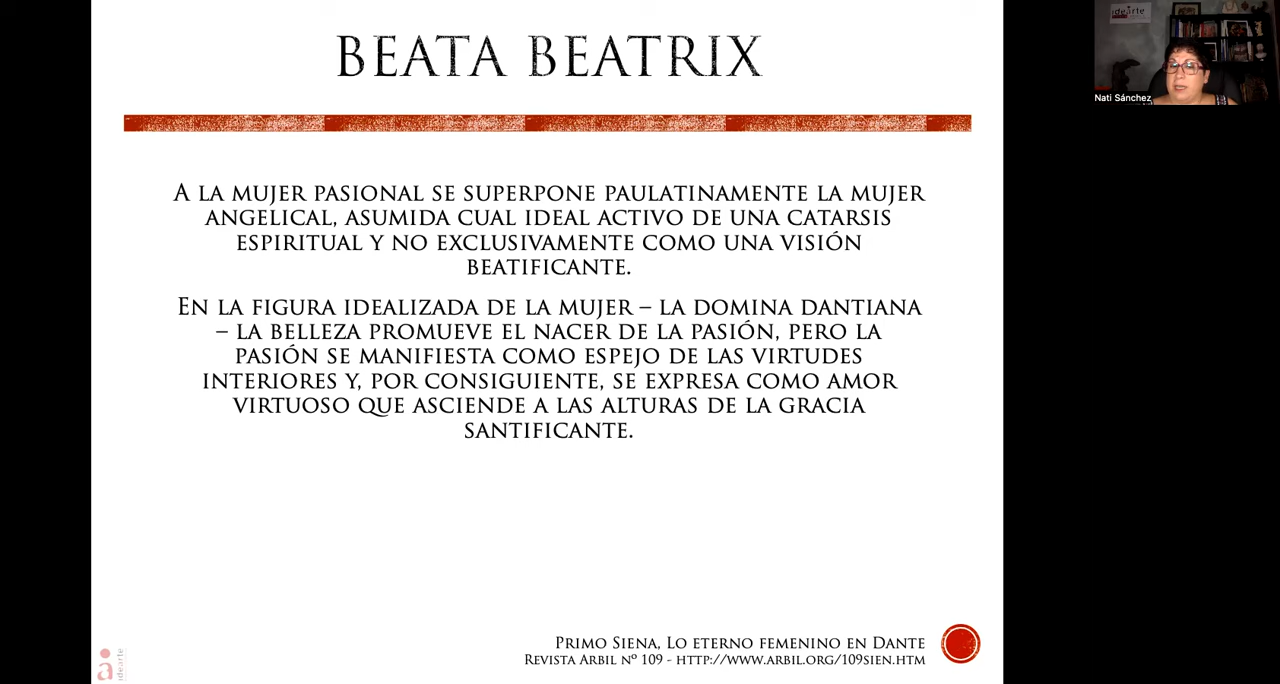 BEATA BEATRIX
A LA MUJER PASIONAL SE SUPERPONE PAULATINAMENTE LA MUJER
ANGELICAL, ASUMIDA CUAL IDEAL ACTIVO DE UNA CATARSIS
ESPIRITUAL Y NO EXCLUSIVAMENTE COMO UNA VISIÓN
BEATIFICANTE.
EN LA FIGURA IDEALIZADA DE LA MUJER – LA DOMINA DANTIANA
– LA BELLEZA PROMUEVE EL NACER DE LA PASIÓN, PERO LA
PASIÓN SE MANIFIESTA COMO ESPEJO DE LAS VIRTUDES
INTERIORES Y, POR CONSIGUIENTE, SE EXPRESA COMO AMOR
VIRTUOSO QUE ASCIENDE A LAS ALTURAS DE LA GRACIA
SANTIFICANTE.
PRIMO SIENA, LO ETERNO FEMENINO EN DANTE
REVISTA ARBIL Nº 109 - HTTP://WWW.ARBIL.ORG/109SIEN.HTM
idearte
idearte
Nati Sánchez